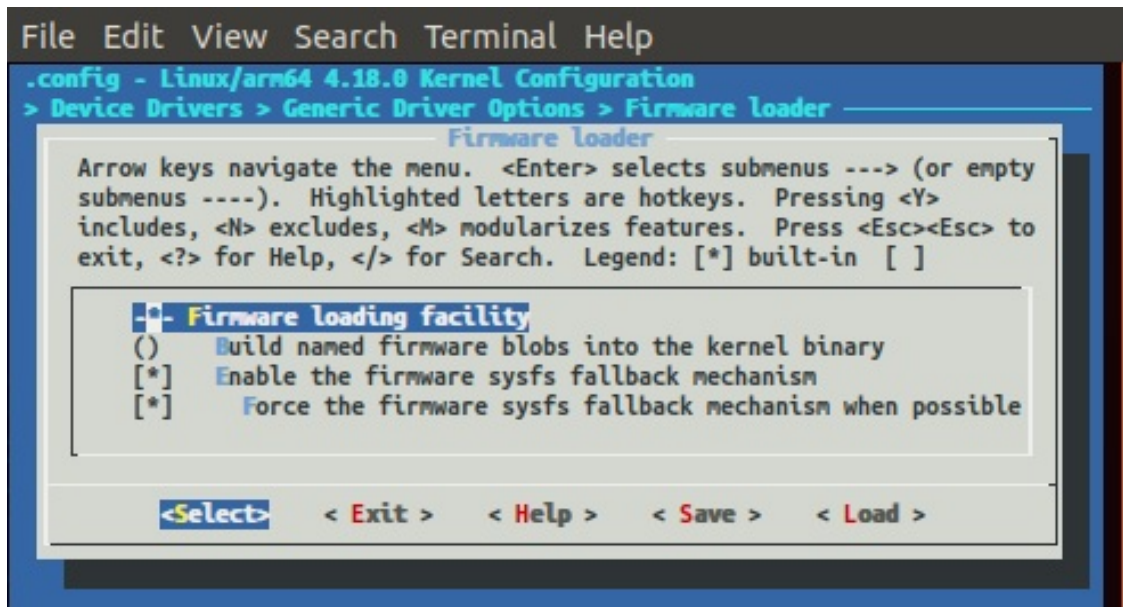 File Edit View Search Terminal Help
.config - Linux/arm64 4.18.0 Kernel Configuration
> Device Drivers > Generic Driver Options > Firmware loader
Firmware loader
Arrow keys navigate the menu.  <Enter> selects submenus ---> (or empty
submenus ----).  Highlighted letters are hotkeys.  Pressing <Y>
includes, <N> excludes, <M> modularizes features.  Press <Esc><Esc> to
exit, <?> for Help, </> for Search.  Legend: [*] built-in  [ ]
-*- Firmware loading facility
()    Build named firmware blobs into the kernel binary
[*]   Enable the firmware sysfs fallback mechanism
[*]     Force the firmware sysfs fallback mechanism when possible
<Select>    < Exit >    < Help >    < Save >    < Load >